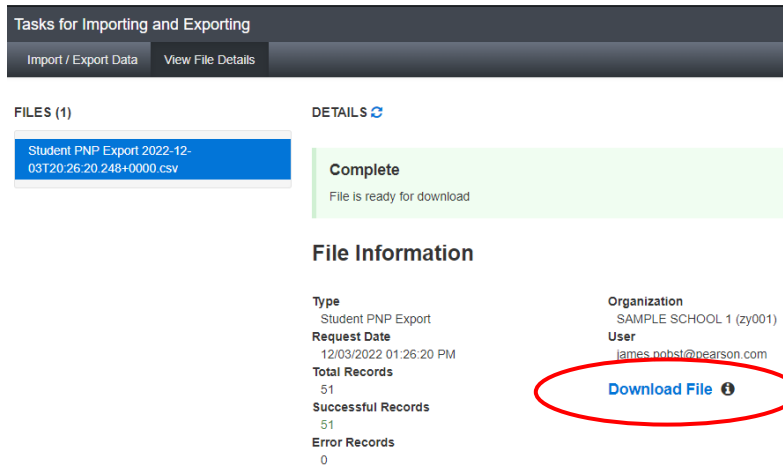 Tasks for Importing and Exporting
Import / Export Data View File Details
FILES (1)
Student PNP Export 2022-12-
03T20:26:20.248+0000.csv
DETAILS
Complete
File is ready for download
File Information
Type
Student PNP Export
Request Date
12/03/2022 01:26:20 PM
Total Records
51
Successful Records
51
Error Records
0
Organization
SAMPLE SCHOOL 1 (zy001)
User
james.pobst@pearson.com
Download File